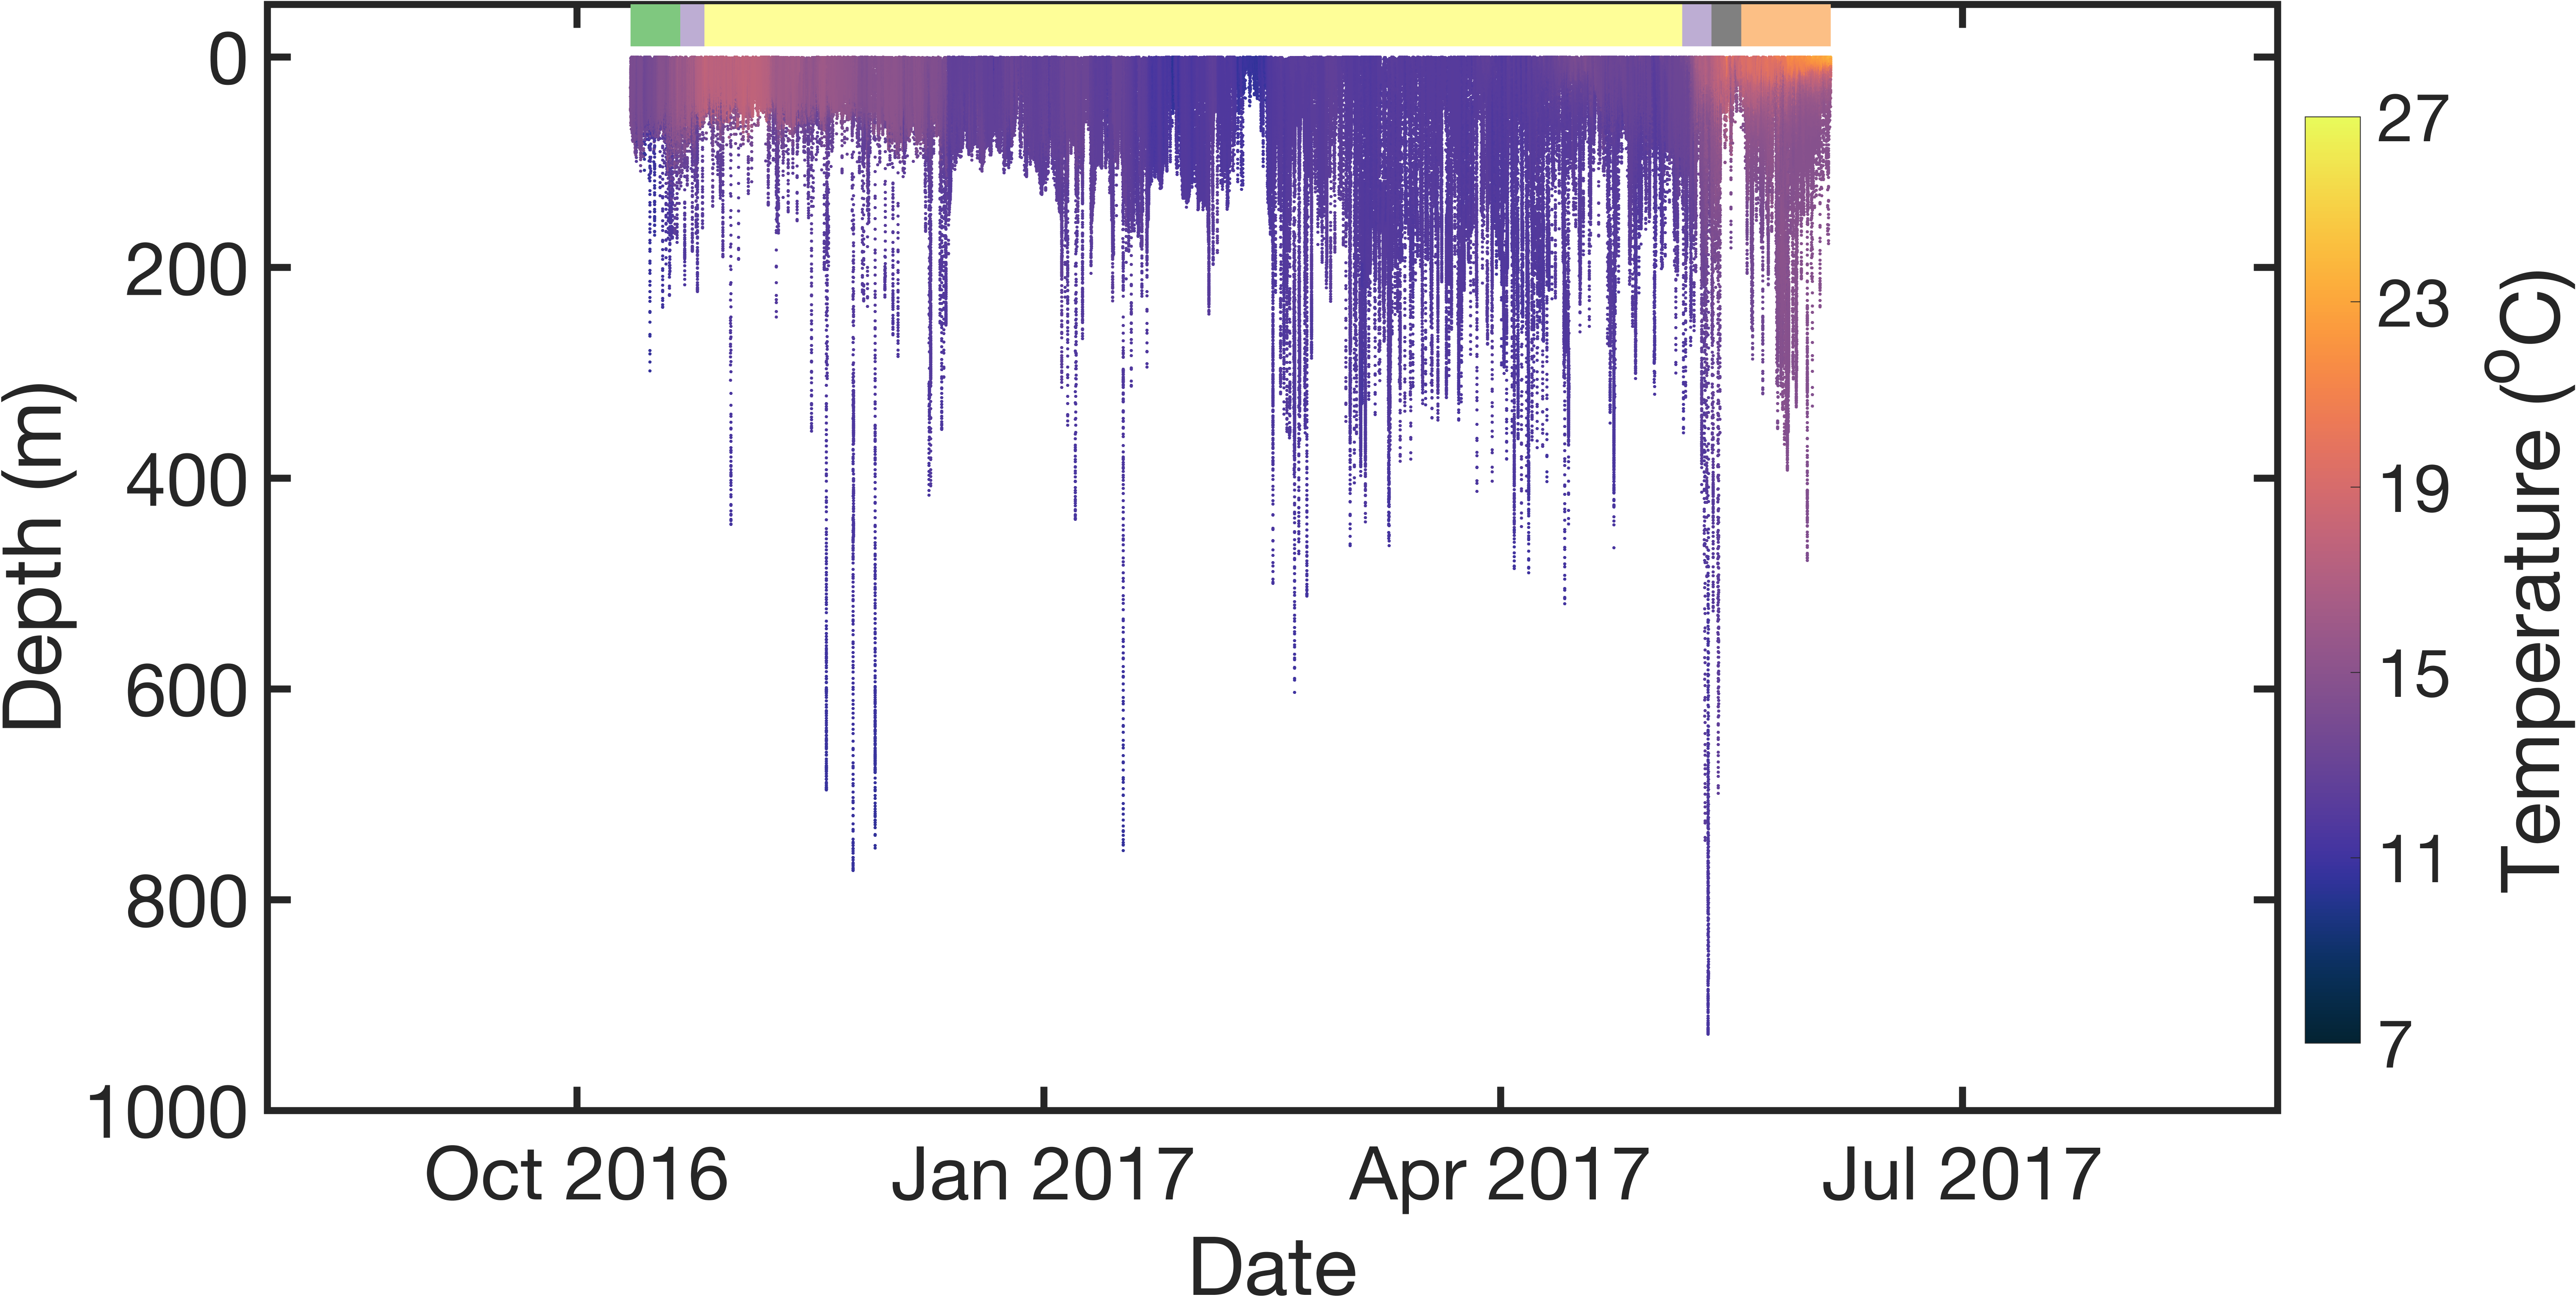 0
200
400
600
800
1000
Depth (m)
Oct 2016
Jan 2017
Apr 2017
Jul 2017
Date
27
23
19
15
11
7
Temperature (°C)